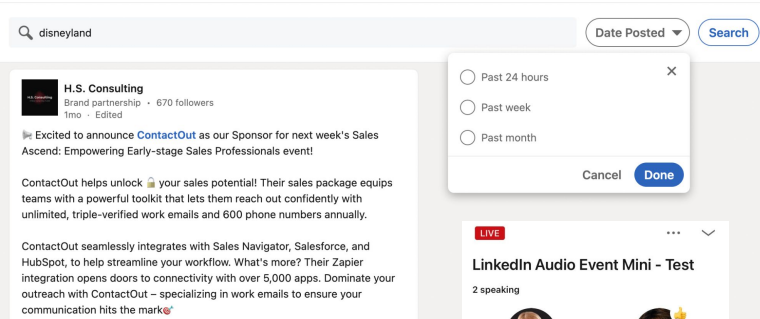 disneyland
Date Posted
Search
H.S. Consulting
H.S. Consulting
Brand partnership • 670 followers
1mo • Edited
Excited to announce ContactOut as our Sponsor for next week's Sales
Ascend: Empowering Early-stage Sales Professionals event!
ContactOut helps unlock 🔓 your sales potential! Their sales package equips
teams with a powerful toolkit that lets them reach out confidently with
unlimited, triple-verified work emails and 600 phone numbers annually.
ContactOut seamlessly integrates with Sales Navigator, Salesforce, and
HubSpot, to help streamline your workflow. What's more? Their Zapier
integration opens doors to connectivity with over 5,000 apps. Dominate your
outreach with ContactOut – specializing in work emails to ensure your
communication hits the mark🎯
Past 24 hours
Past week
Past month
Cancel
Done
LIVE
LinkedIn Audio Event Mini - Test
2 speaking